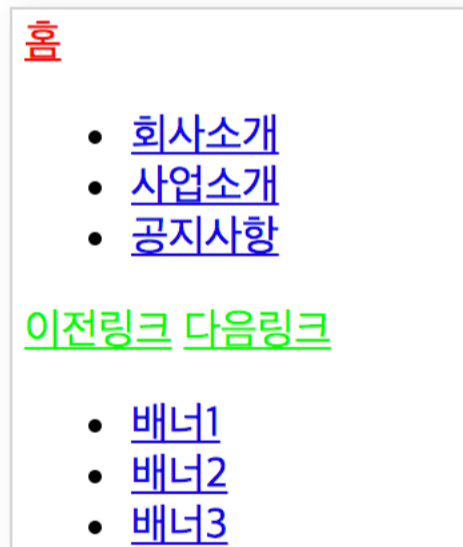 홈
회사소개
사업소개
공지사항
이전링크 다음링크
배너1
배너2
배너3